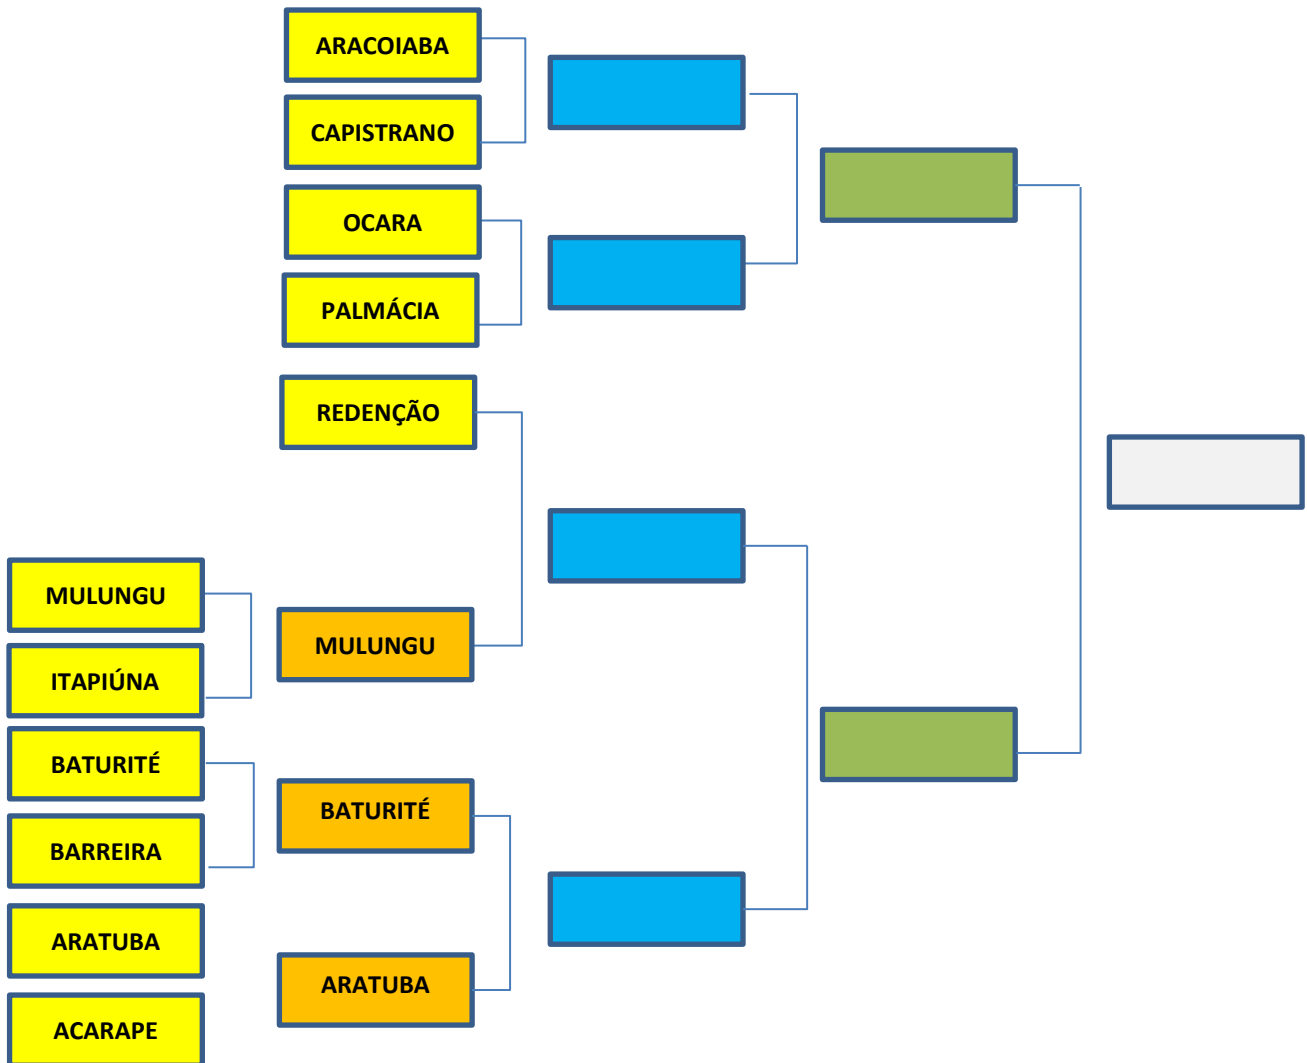 ARACOIABA
CAPISTRANO
OCARA
PALMÁCIA
REDENÇÃO
MULUNGU
ITAPIÚNA
MULUNGU
BATURITÉ
BARREIRA
BATURITÉ
ARATUBA
ACARAPE
ARATUBA